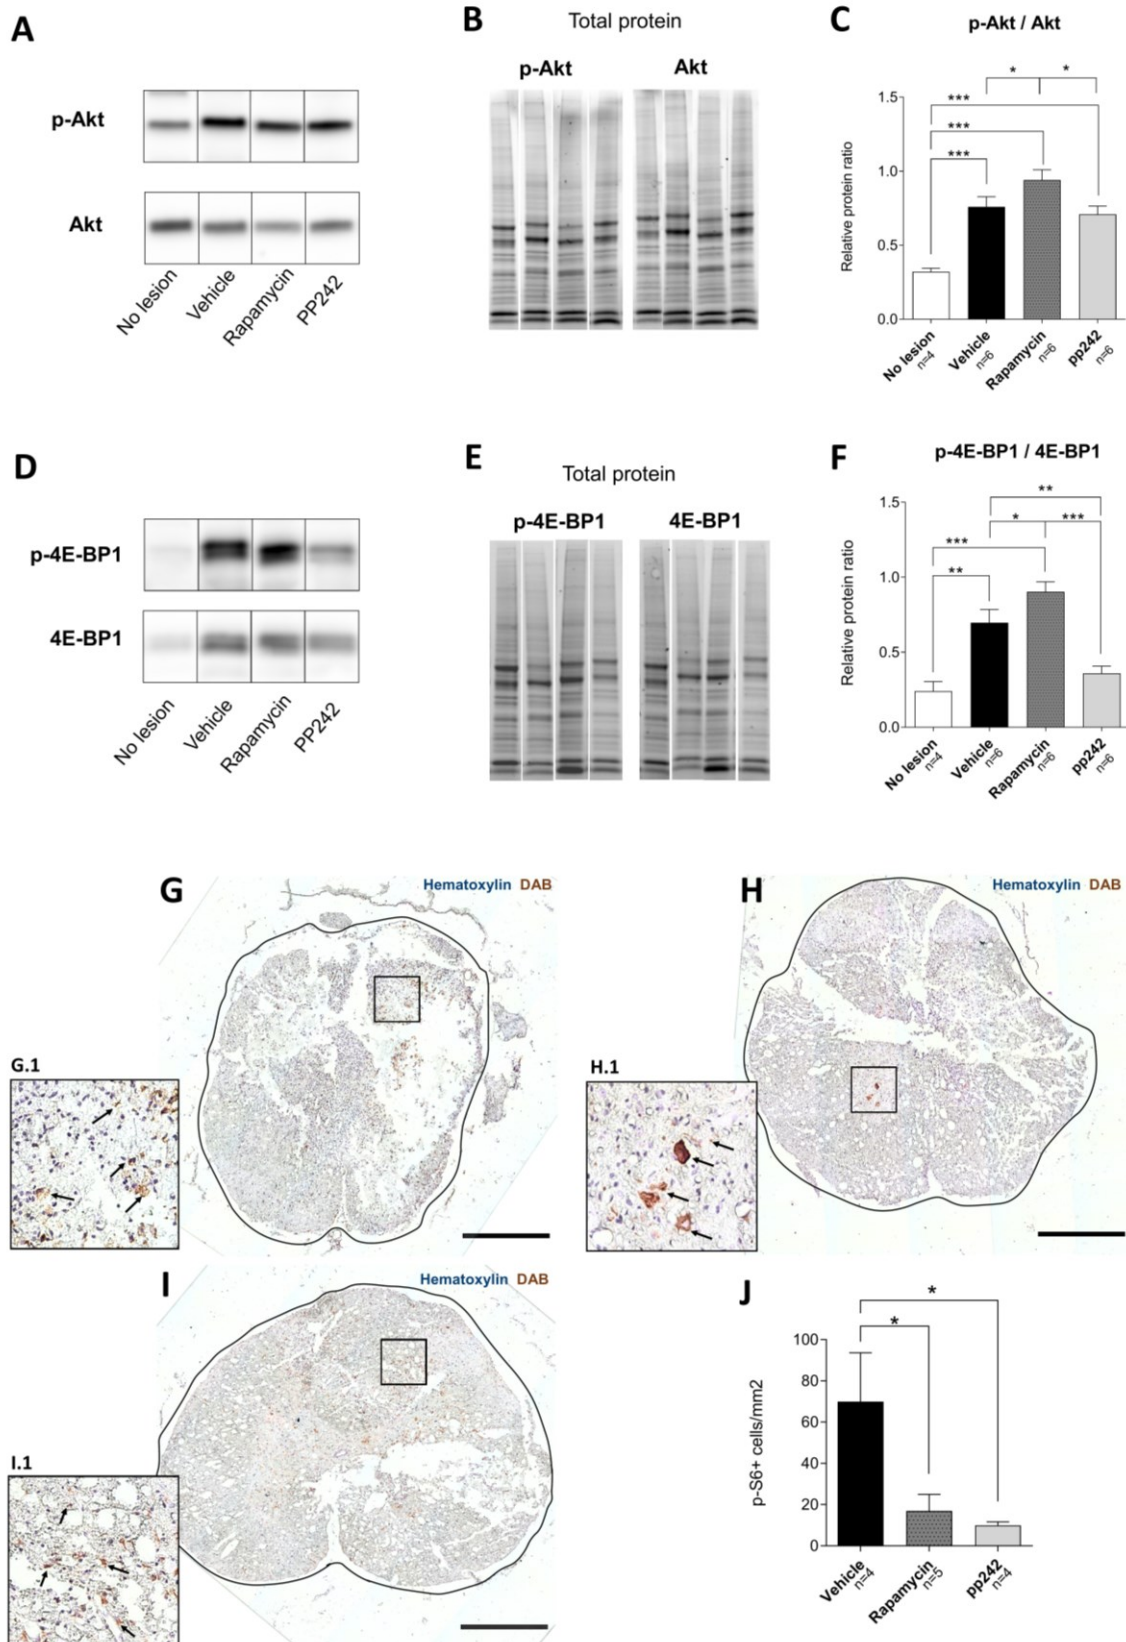 A
p-Akt
Akt
No lesion
Vehicle
Rapamycin
PP242
B
Total protein
p-Akt Akt
C
p-Akt / Akt
* *
***
***
***
1.5
1.0
0.5
0.0
Relative protein ratio
No lesion n=4
Vehicle n=6
Rapamycin n=6
pp242 n=6
D
p-4E-BP1
4E-BP1
No lesion
Vehicle
Rapamycin
PP242
E
Total protein
p-4E-BP1 4E-BP1
F
p-4E-BP1 / 4E-BP1
**
* ***
***
**
1.5
1.0
0.5
0.0
Relative protein ratio
No lesion n=4
Vehicle n=6
Rapamycin n=6
pp242 n=6
G
Hematoxylin DAB
G.1
H
Hematoxylin DAB
H.1
I
Hematoxylin DAB
I.1
J
*
*
100
80
60
40
20
0
p-S6+ cells/mm2
Vehicle n=4
Rapamycin n=5
pp242 n=4